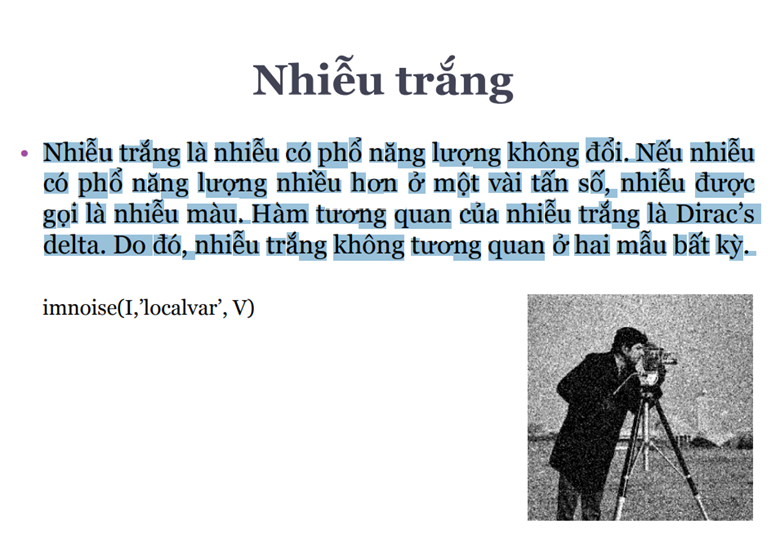 Nhiễu trắng
• Nhiễu trắng là nhiễu có phổ năng lượng không đổi. Nếu nhiễu
có phổ năng lượng nhiều hơn ở một vài tấn số, nhiễu được
gọi là nhiễu màu. Hàm tương quan của nhiễu trắng là Dirac’s
delta. Do đó, nhiễu trắng không tương quan ở hai mẫu bất kỳ.
imnoise(I,’localvar’, V)